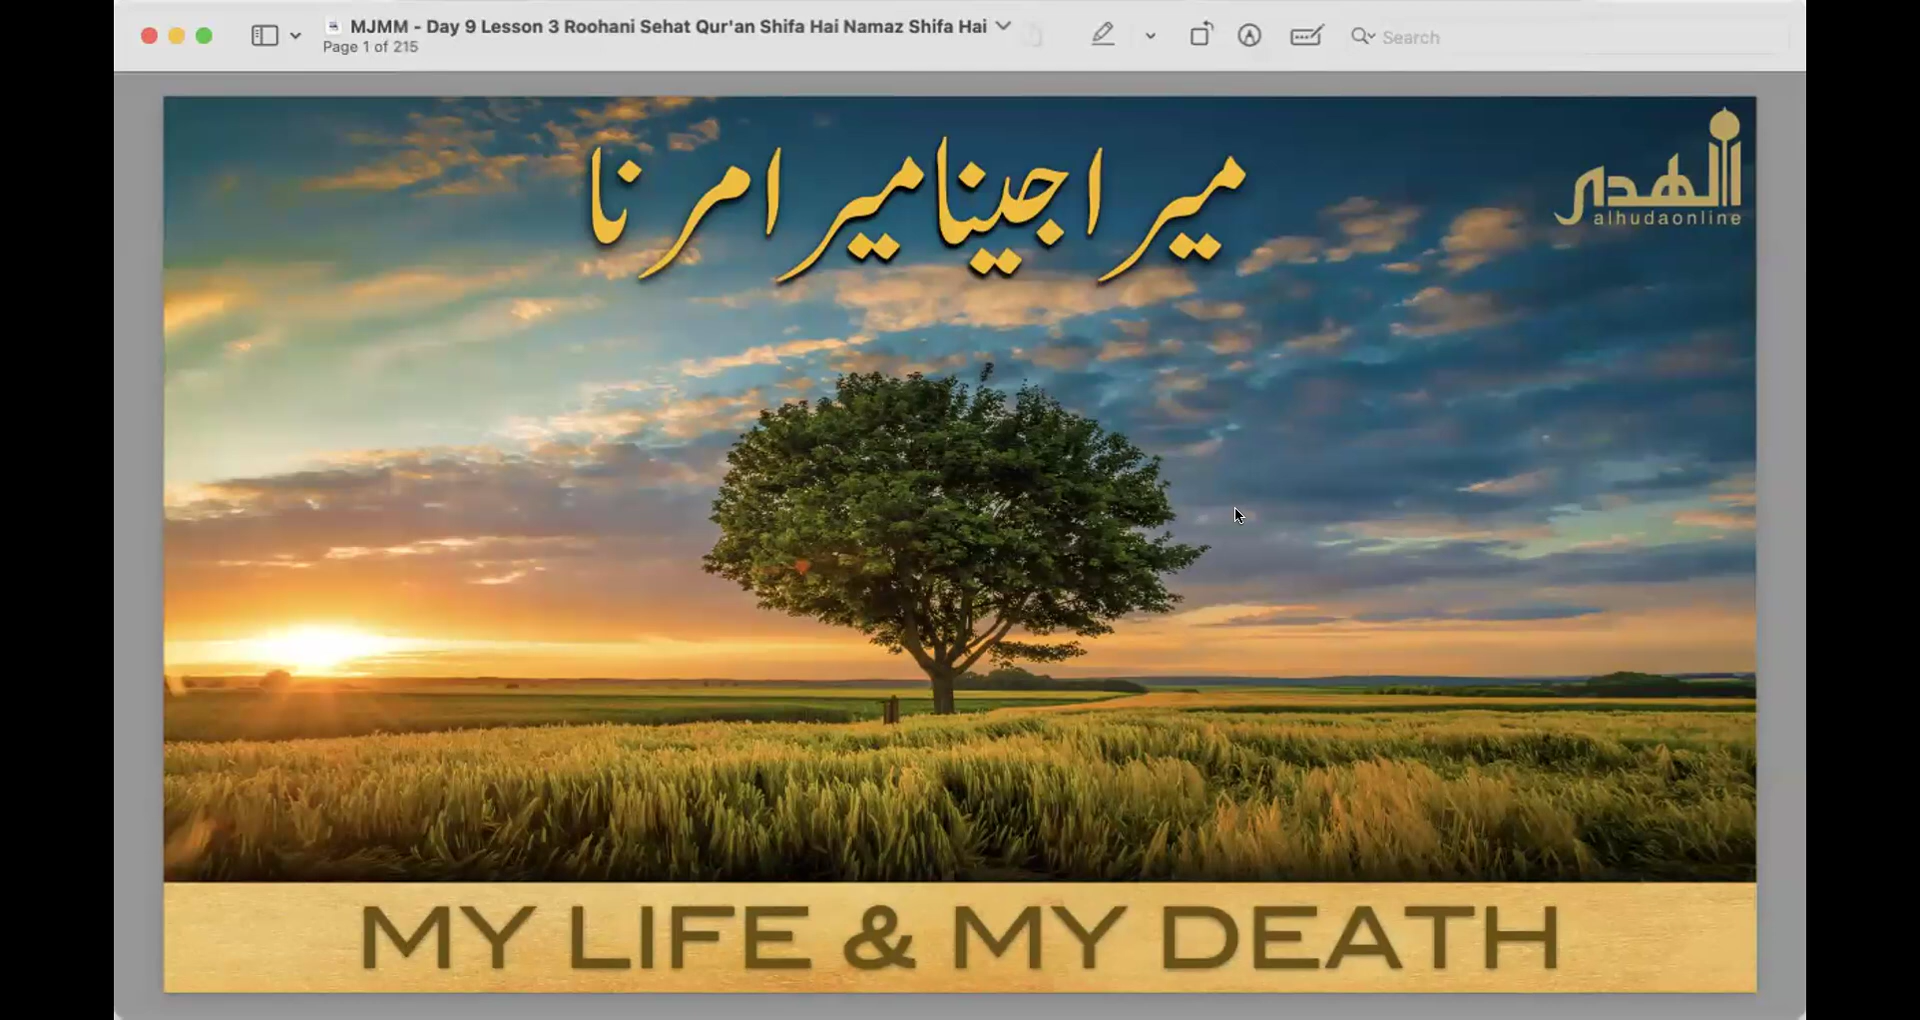 MJMM - Day 9 Lesson 3 Roohani Sehat Qur'an Shifa Hai Namaz Shifa Hai
Page 1 of 215
Search
میرا جینا میرا مرنا
الهدى
alhudaonline
MY LIFE & MY DEATH